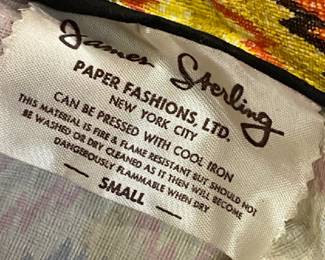 James Sterling
PAPER FASHIONS, LTD.
NEW YORK CITY
CAN BE PRESSED WITH COOL IRON
THIS MATERIAL IS FIRE & FLAME RESISTANT BUT SHOULD NOT
BE WASHED OR DRY CLEANED AS IT THEN WILL BECOME
DANGEROUSLY FLAMMABLE WHEN DRY
— SMALL —